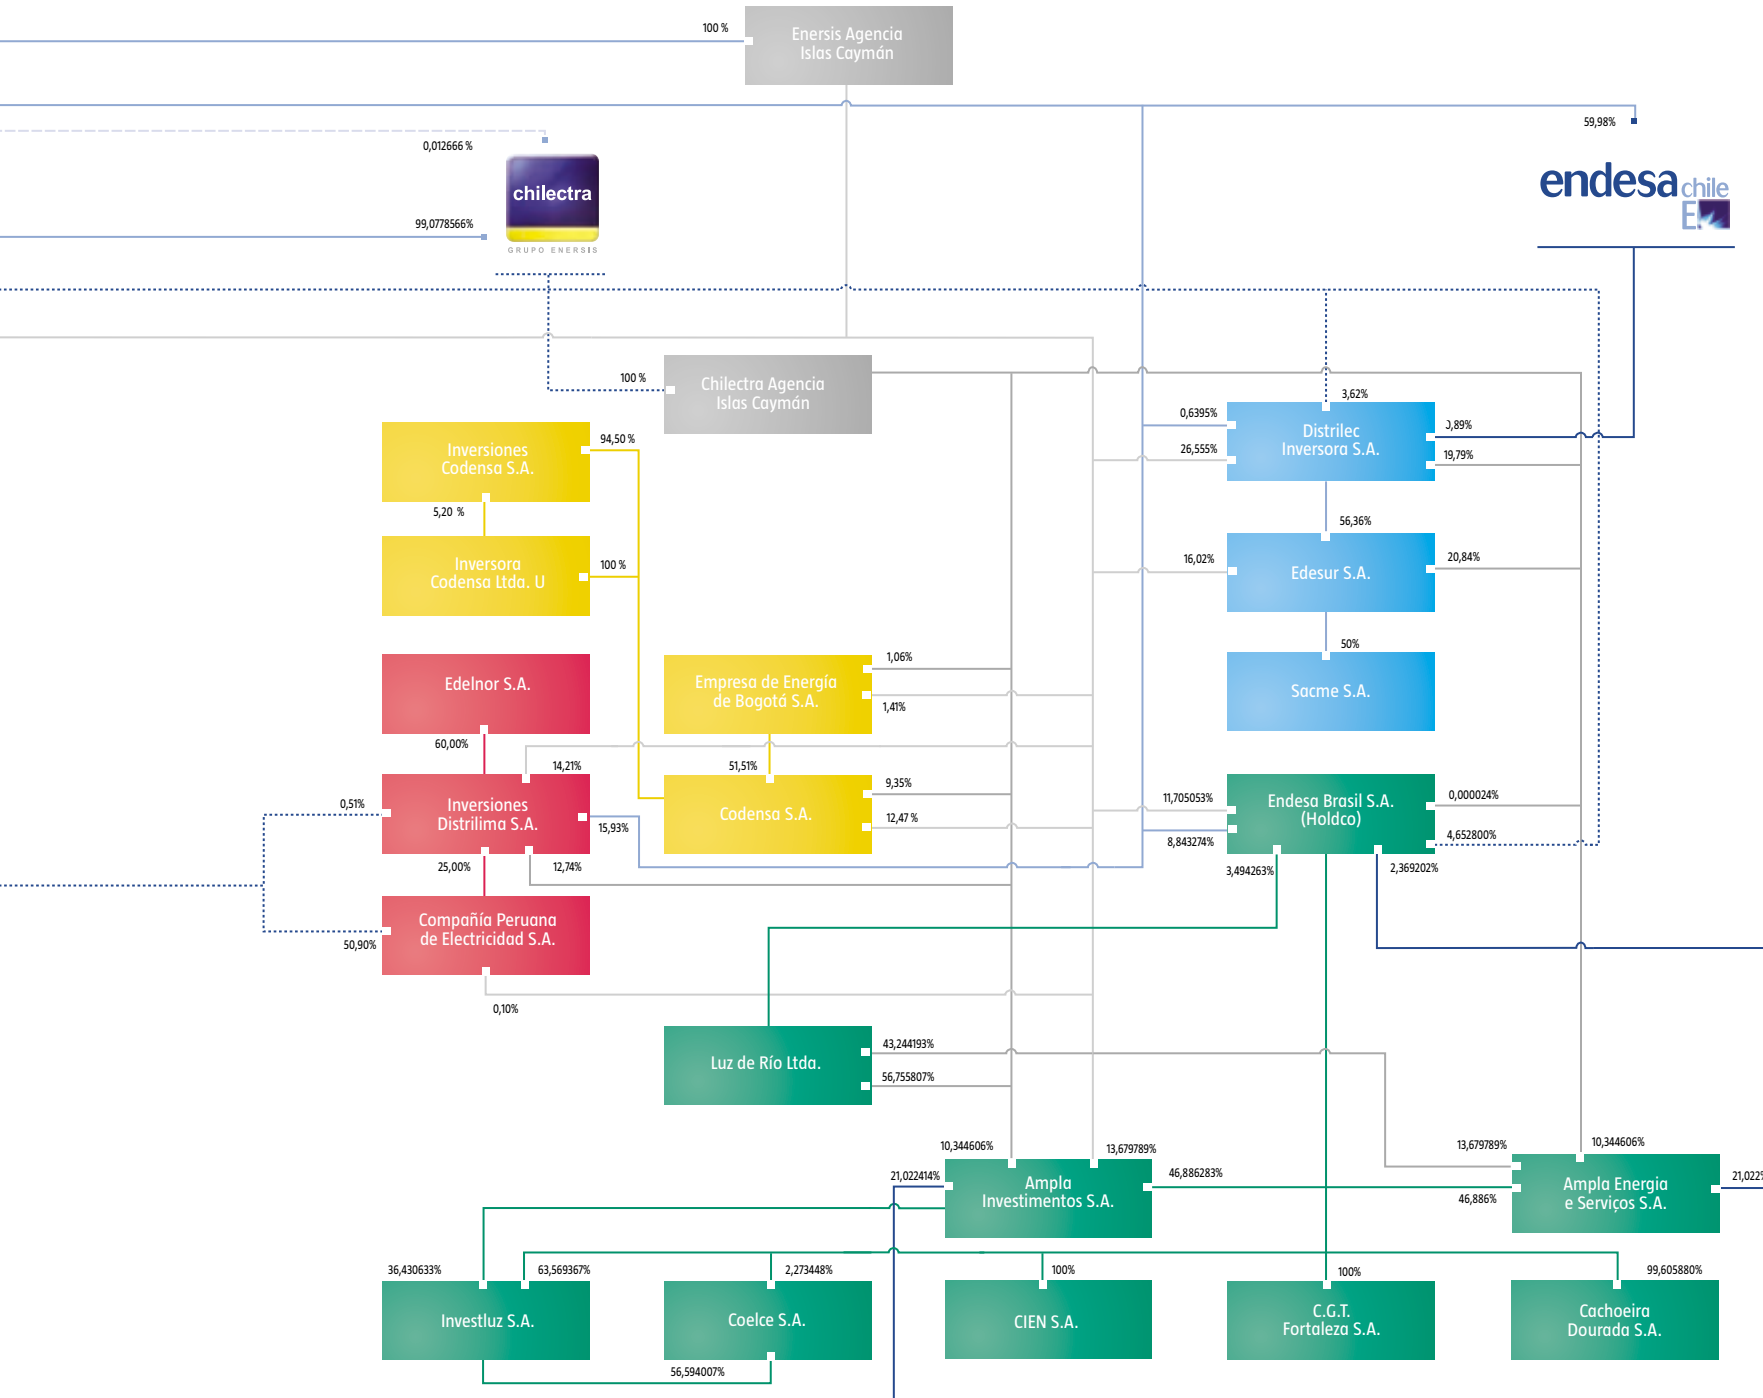 100 %
Enersis Agencia
Islas Caymán
59,98%
0,012666 %
chilectra
GRUPO ENERSIS
99,0778566%
endesa chile
E
100 %
Chilectra Agencia
Islas Caymán
3,62%
0,6395%
Distrilec
Inversora S.A.
,89%
26,555%
19,79%
Inversiones
Codensa S.A.
94,50 %
5,20 %
Inversora
Codensa Ltda. U
100 %
56,36%
16,02%
Edesur S.A.
20,84%
50%
Sacme S.A.
Edelnor S.A.
60,00%
Empresa de Energía
de Bogotá S.A.
1,06%
1,41%
14,21%
51,51%
0,51%
Inversiones
Distrilima S.A.
15,93%
Codensa S.A.
9,35%
12,47 %
11,705053%
Endesa Brasil S.A.
(Holdco)
0,000024%
8,843274%
4,652800%
25,00%
12,74%
3,494263%
2,369202%
Compañía Peruana
de Electricidad S.A.
50,90%
0,10%
Luz de Río Ltda.
43,244193%
56,755807%
10,344606%
13,679789%
21,022414%
Ampla
Investimentos S.A.
46,886283%
13,679789%
10,344606%
46,886%
Ampla Energia
e Serviços S.A.
21,022%
36,430633%
63,569367%
2,273448%
100%
100%
99,605880%
Investluz S.A.
Coelce S.A.
CIEN S.A.
C.G.T.
Fortaleza S.A.
Cachoeira
Dourada S.A.
56,594007%